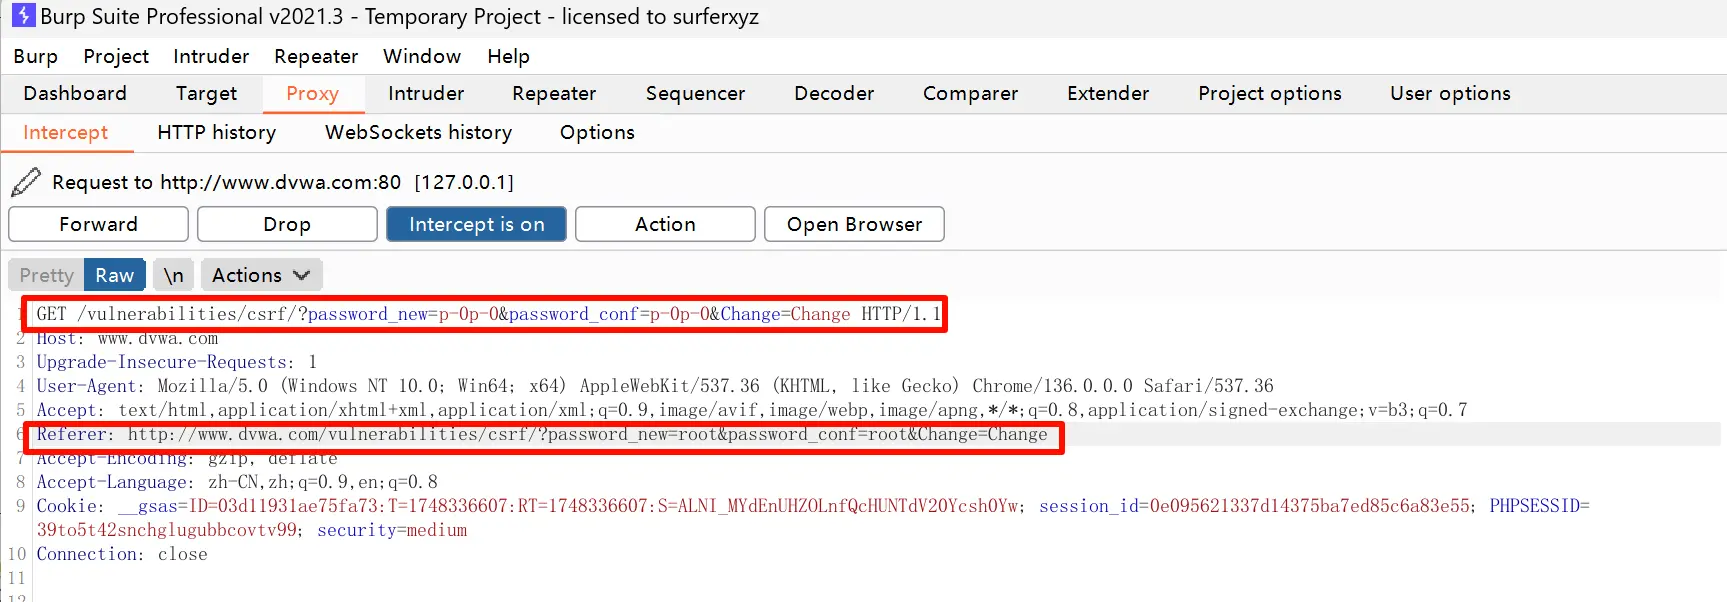 Burp Suite Professional v2021.3 - Temporary Project - licensed to surferxyz
Burp Project Intruder Repeater Window Help
Dashboard Target Proxy Intruder Repeater Sequencer Decoder Comparer Extender Project options User options
Intercept HTTP history WebSockets history Options
Request to http://www.dvwa.com:80 [127.0.0.1]
Forward Drop Intercept is on Action Open Browser
Pretty Raw \n Actions
1 GET /vulnerabilities/csrf/?password_new=p-0p-0&password_conf=p-0p-0&Change=Change HTTP/1.1
2 Host: www.dvwa.com
3 Upgrade-Insecure-Requests: 1
4 User-Agent: Mozilla/5.0 (Windows NT 10.0; Win64; x64) AppleWebKit/537.36 (KHTML, like Gecko) Chrome/136.0.0.0 Safari/537.36
5 Accept: text/html,application/xhtml+xml,application/xml;q=0.9,image/avif,image/webp,image/apng,*/*;q=0.8,application/signed-exchange;v=b3;q=0.7
6 Referer: http://www.dvwa.com/vulnerabilities/csrf/?password_new=root&password_conf=root&Change=Change
7 Accept-Encoding: gzip, deflate
8 Accept-Language: zh-CN,zh;q=0.9,en;q=0.8
9 Cookie: __gsas=ID=03d11931ae75fa73:T=1748336607:RT=1748336607:S=ALNI_MYdEnUHZOLnfQcHUNTdV20Ycsh0Yw; session_id=0e095621337d14375ba7ed85c6a83e55; PHPSESSID=
39to5t42snchglugubbcovtv99; security=medium
10 Connection: close
11
12